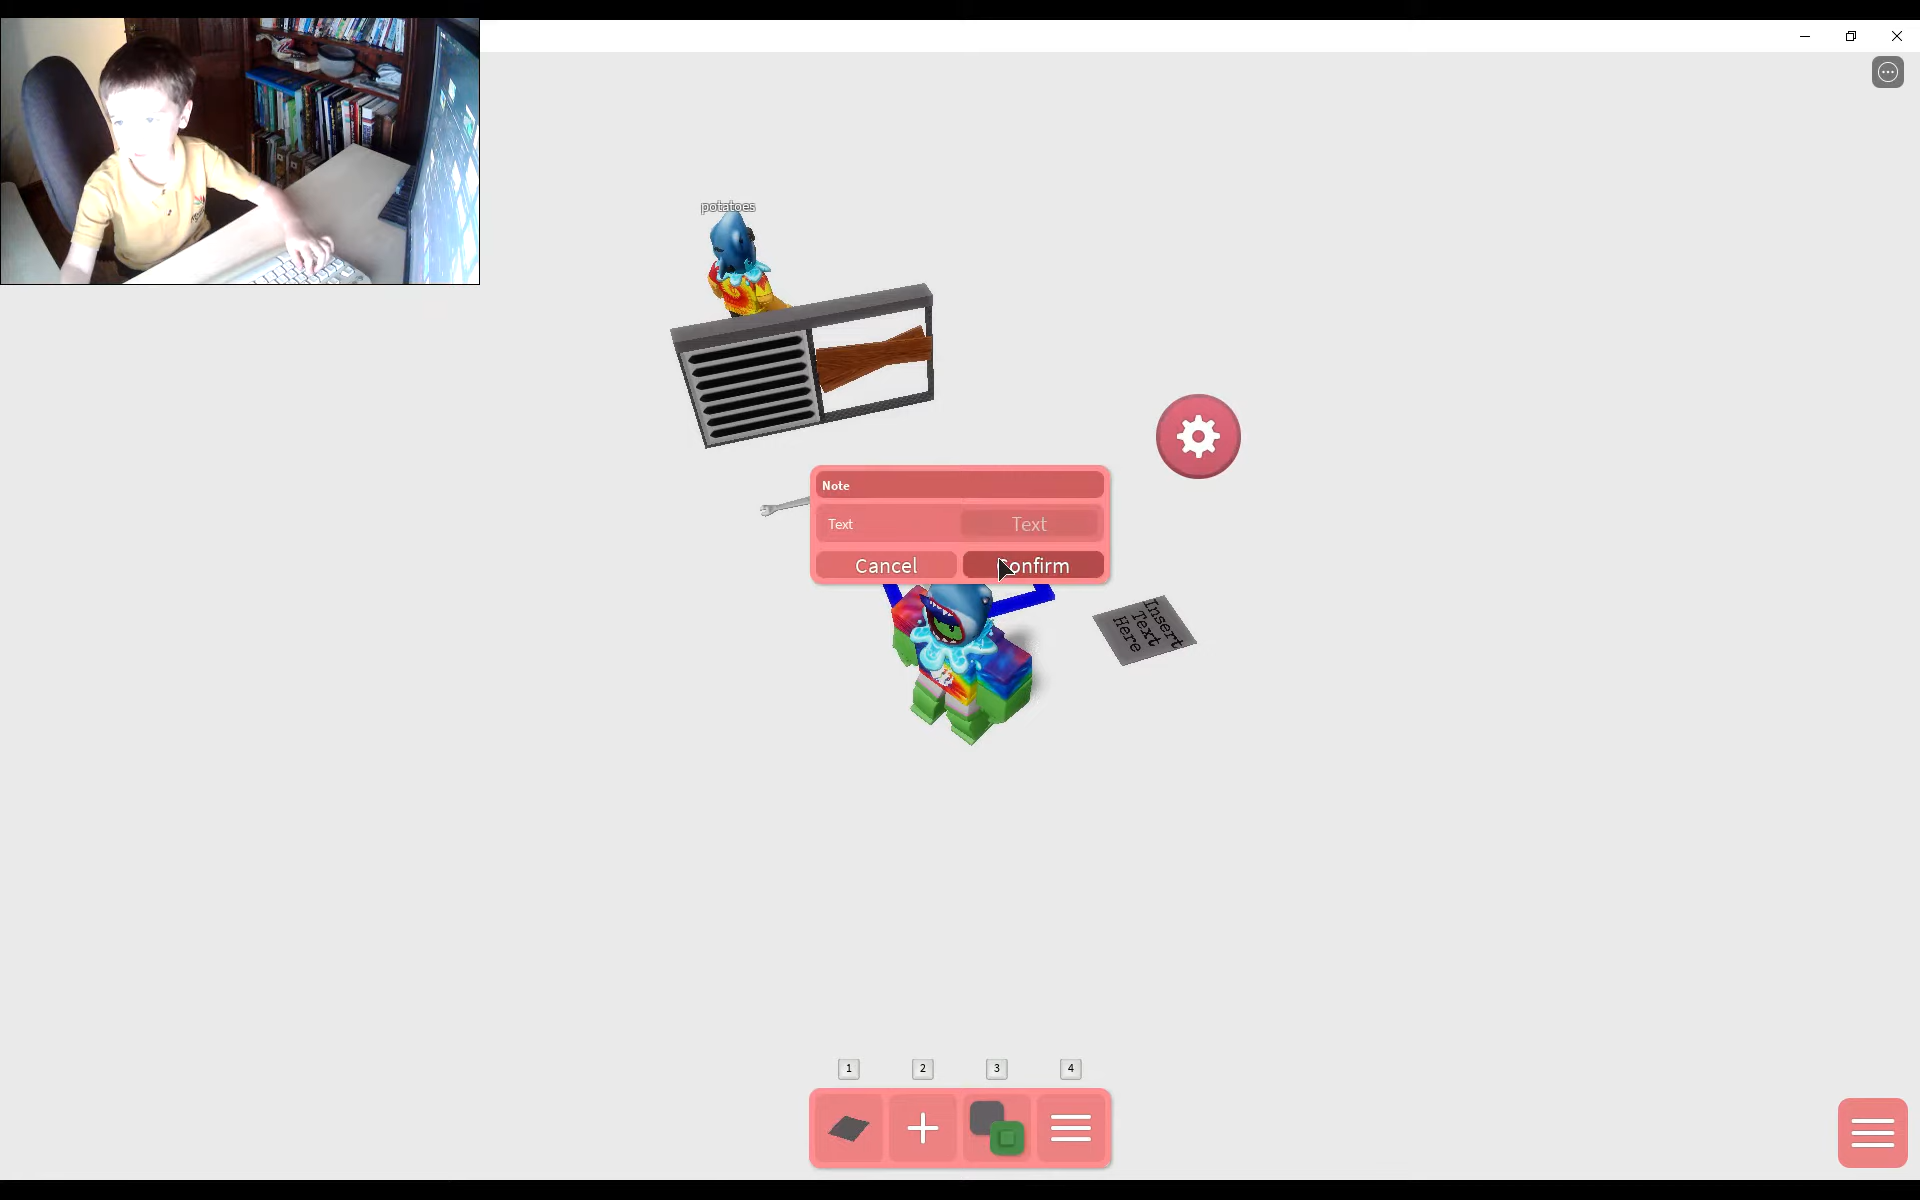 potatoes
Note
Text Text
Cancel Confirm
Insert
Text
Here
1 2 3 4